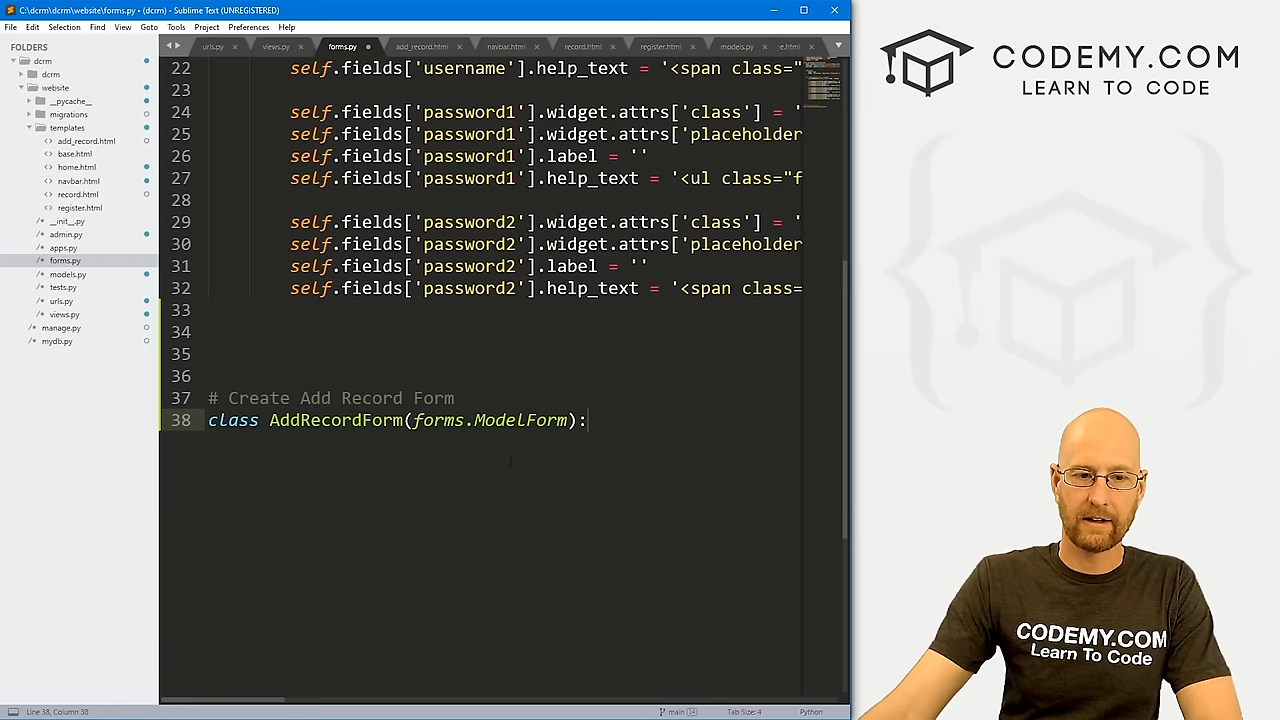 C:\dcrm\dcrm\website\forms.py • (dcrm) - Sublime Text (UNREGISTERED)
File Edit Selection Find View Goto Tools Project Preferences Help
FOLDERS
dcrm
dcrm
website
__pycache__
migrations
templates
add_record.html
base.html
home.html
navbar.html
record.html
register.html
__init__.py
admin.py
apps.py
forms.py
models.py
tests.py
urls.py
views.py
manage.py
mydb.py
urls.py views.py forms.py add_record.html navbar.html record.html register.html models.py e.html
22 self.fields['username'].help_text = '<span class="
23
24 self.fields['password1'].widget.attrs['class'] = '
25 self.fields['password1'].widget.attrs['placeholder
26 self.fields['password1'].label = ''
27 self.fields['password1'].help_text = '<ul class="f
28
29 self.fields['password2'].widget.attrs['class'] = '
30 self.fields['password2'].widget.attrs['placeholder
31 self.fields['password2'].label = ''
32 self.fields['password2'].help_text = '<span class=
33
34
35
36
37 # Create Add Record Form
38 class AddRecordForm(forms.ModelForm):
Line 38, Column 38
main 14
Tab Size: 4
Python
CODEMY.COM
LEARN TO CODE
CODEMY.COM
Learn To Code